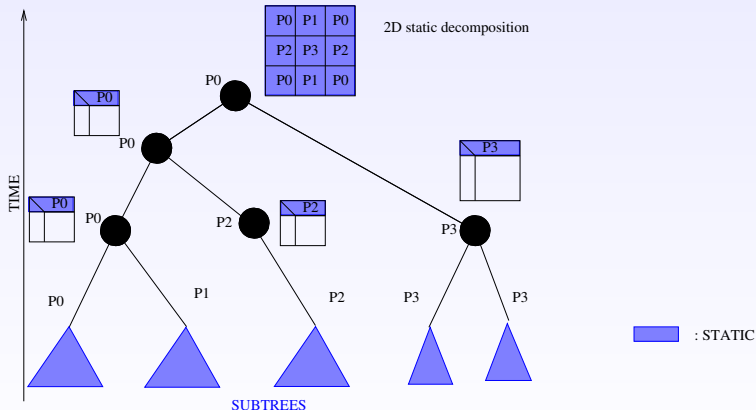 P0 P1 P0
2D static decomposition
P2 P3 P2
P0 P1 P0
P0
P0
P0
P3
P0
P0
P2
P2
P3
TIME
P0
P1
P2
P3
P3
: STATIC
SUBTREES